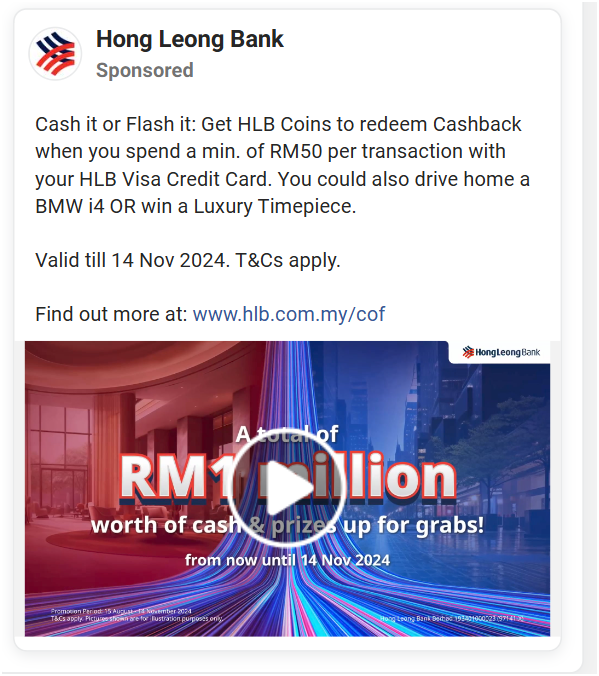 Hong Leong Bank
Sponsored
Cash it or Flash it: Get HLB Coins to redeem Cashback
when you spend a min. of RM50 per transaction with
your HLB Visa Credit Card. You could also drive home a
BMW i4 OR win a Luxury Timepiece.
Valid till 14 Nov 2024. T&Cs apply.
Find out more at: www.hlb.com.my/cof
HongLeong Bank
A total of
RM1 million
worth of cash & prizes up for grabs!
from now until 14 Nov 2024
Promotion Period: 15 August - 14 November 2024
T&Cs apply. Pictures shown are for illustration purposes only.
Hong Leong Bank Berhad 193401000023 (97141-X)